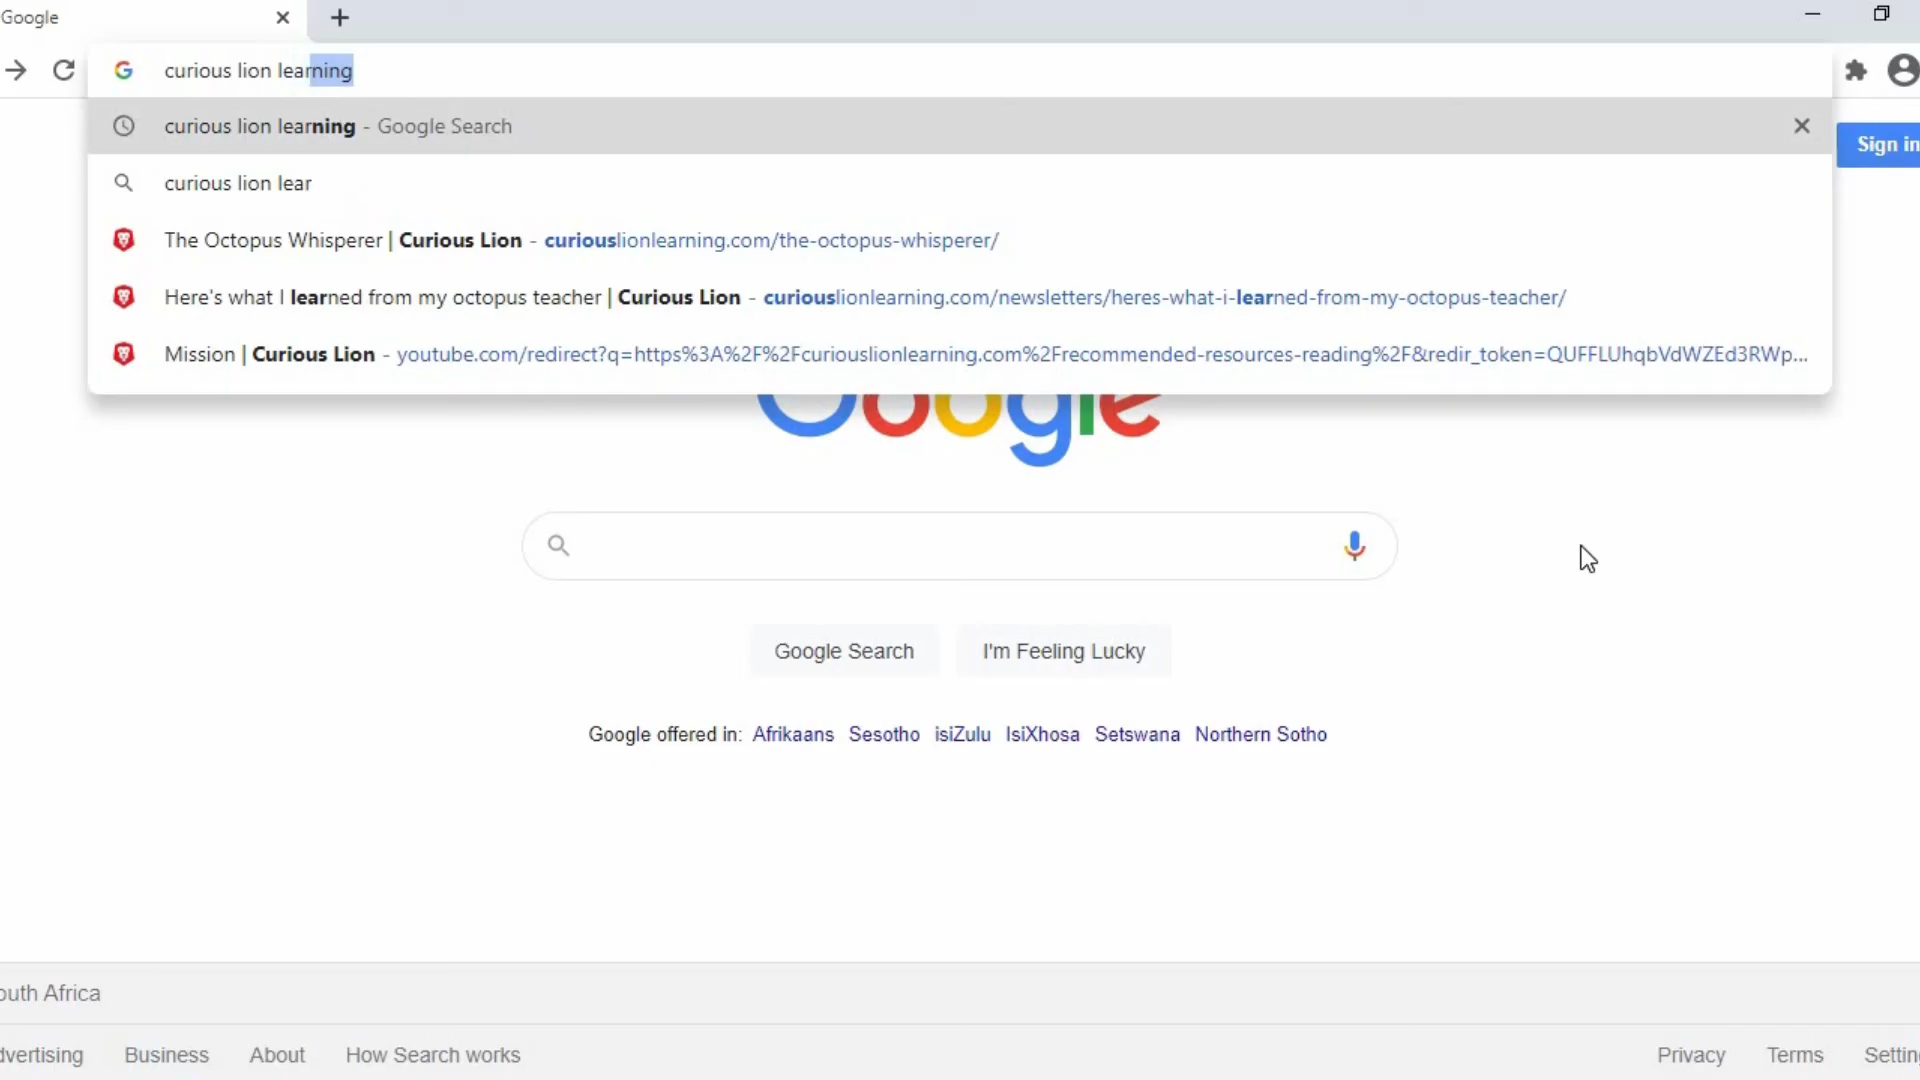 Google
curious lion learning
curious lion learning - Google Search
Sign in
curious lion lear
The Octopus Whisperer | Curious Lion - curiouslionlearning.com/the-octopus-whisperer/
Here's what I learned from my octopus teacher | Curious Lion - curiouslionlearning.com/newsletters/heres-what-i-learned-from-my-octopus-teacher/
Mission | Curious Lion - youtube.com/redirect?q=https%3A%2F%2Fcuriouslionlearning.com%2Frecommended-resources-reading%2F&redir_token=QUFFLUhqbVdWZEd3RWp...
Google
Google Search I'm Feeling Lucky
Google offered in: Afrikaans Sesotho isiZulu IsiXhosa Setswana Northern Sotho
outh Africa
dvertising Business About How Search works Privacy Terms Setting